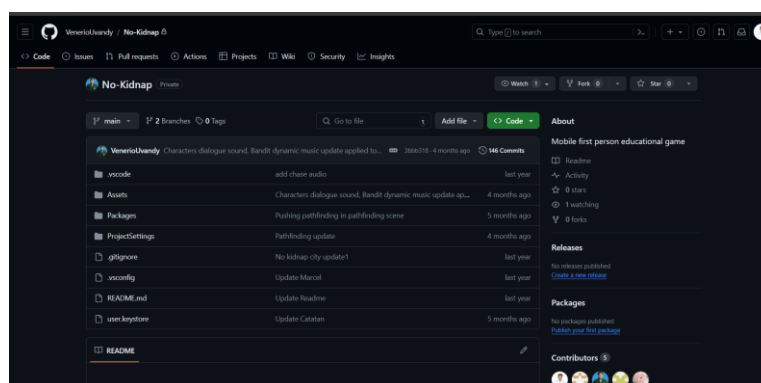 VenerioUvandy / No-Kidnap
Type / to search
Code Issues Pull requests Actions Projects Wiki Security Insights
No-Kidnap Private
Watch 1 Fork 0 Star 0
main 2 Branches 0 Tags Go to file t Add file Code
VenerioUvandy Characters dialogue sound, Bandit dynamic music update applied to... 3bbb318 · 4 months ago 146 Commits
.vscode add chase audio last year
Assets Characters dialogue sound, Bandit dynamic music update ap... 4 months ago
Packages Pushing pathfinding in pathfinding scene 5 months ago
ProjectSettings Pathfinding update 4 months ago
.gitignore No kidnap city update1 last year
.vsconfig Update Marcel last year
README.md Update Readme last year
user.keystore Update Catatan 5 months ago
README
About
Mobile first person educational game
Readme
Activity
0 stars
1 watching
0 forks
Releases
No releases published
Create a new release
Packages
No packages published
Publish your first package
Contributors 5